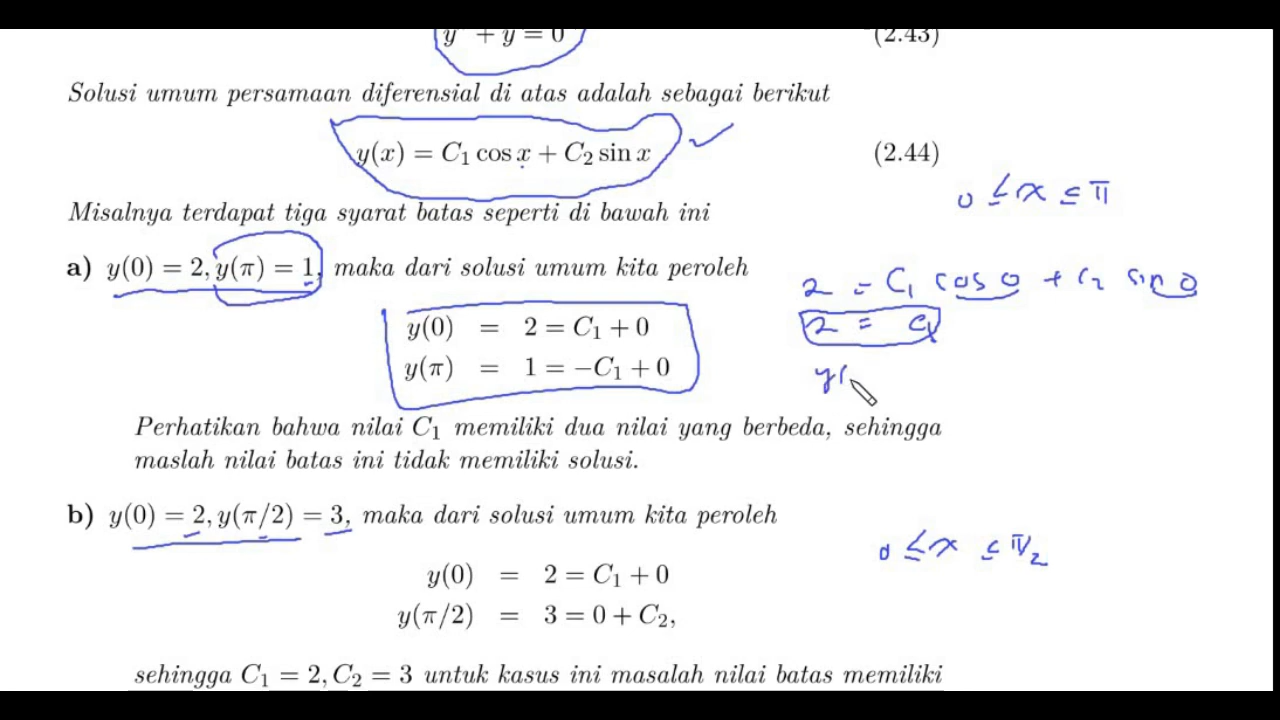 y'' + y = 0 (2.43)
Solusi umum persamaan diferensial di atas adalah sebagai berikut
y(x) = C₁ cos x + C₂ sin x (2.44)
0 ≤ x ≤ π
Misalnya terdapat tiga syarat batas seperti di bawah ini
a) y(0) = 2, y(π) = 1, maka dari solusi umum kita peroleh
2 = C₁ cos 0 + C₂ sin 0
y(0) = 2 = C₁ + 0
2 = C₁
y(π) = 1 = −C₁ + 0
y(
Perhatikan bahwa nilai C₁ memiliki dua nilai yang berbeda, sehingga
maslah nilai batas ini tidak memiliki solusi.
b) y(0) = 2, y(π/2) = 3, maka dari solusi umum kita peroleh
0 ≤ x ≤ π/2
y(0) = 2 = C₁ + 0
y(π/2) = 3 = 0 + C₂,
sehingga C₁ = 2, C₂ = 3 untuk kasus ini masalah nilai batas memiliki